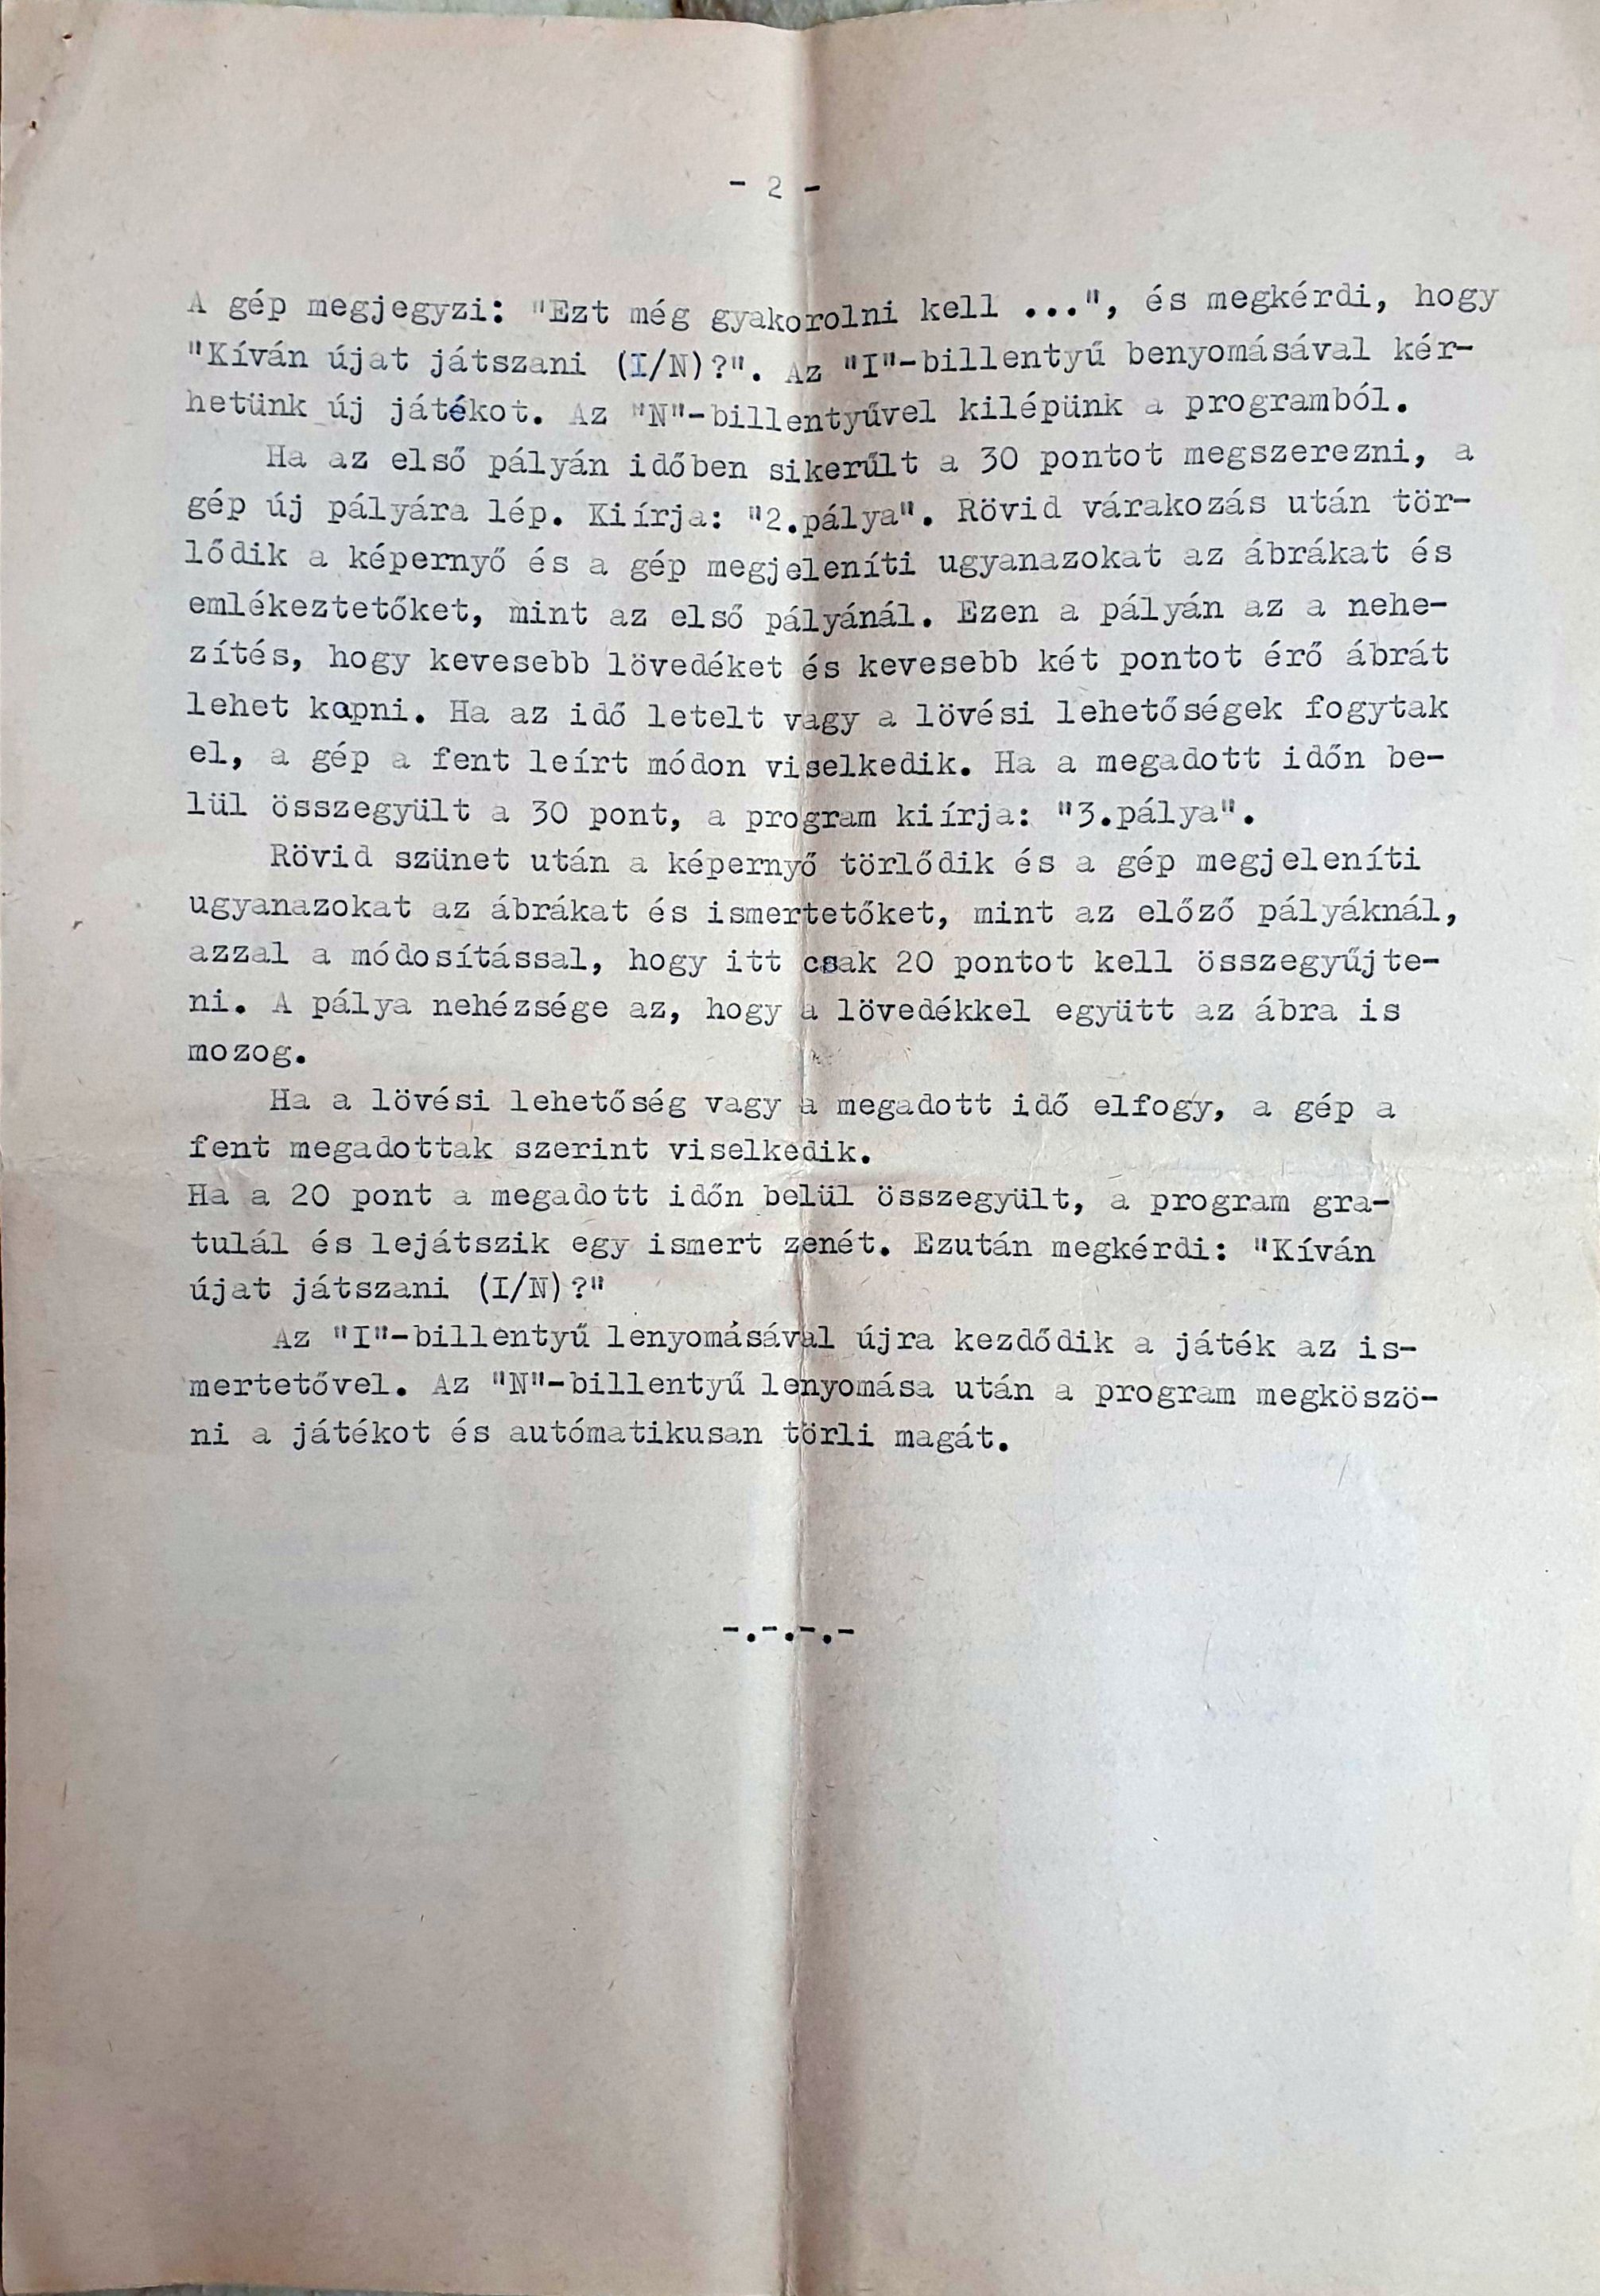 - 2 -
A gép megjegyzi: "Ezt még gyakorolni kell ...", és megkérdi, hogy
"Kíván újat játszani (I/N)?". Az "I"-billentyű benyomásával kér-
hetünk új játékot. Az "N"-billentyűvel kilépünk a programból.
Ha az első pályán időben sikerűlt a 30 pontot megszerezni, a
gép új pályára lép. Kiírja: "2.pálya". Rövid várakozás után tör-
lődik a képernyő és a gép megjeleníti ugyanazokat az ábrákat és
emlékeztetőket, mint az első pályánál. Ezen a pályán az a nehe-
zítés, hogy kevesebb lövedéket és kevesebb két pontot érő ábrát
lehet kapni. Ha az idő letelt vagy a lövési lehetőségek fogytak
el, a gép a fent leírt módon viselkedik. Ha a megadott időn be-
lül összegyült a 30 pont, a program kiírja: "3.pálya".
Rövid szünet után a képernyő törlődik és a gép megjeleníti
ugyanazokat az ábrákat és ismertetőket, mint az előző pályáknál,
azzal a módosítással, hogy itt csak 20 pontot kell összegyűjte-
ni. A pálya nehézsége az, hogy a lövedékkel együtt az ábra is
mozog.
Ha a lövési lehetőség vagy a megadott idő elfogy, a gép a
fent megadottak szerint viselkedik.
Ha a 20 pont a megadott időn belül összegyült, a program gra-
tulál és lejátszik egy ismert zenét. Ezután megkérdi: "Kíván
újat játszani (I/N)?"
Az "I"-billentyű lenyomásával újra kezdődik a játék az is-
mertetővel. Az "N"-billentyű lenyomása után a program megköszö-
ni a játékot és autómatikusan törli magát.
-.-.-.-